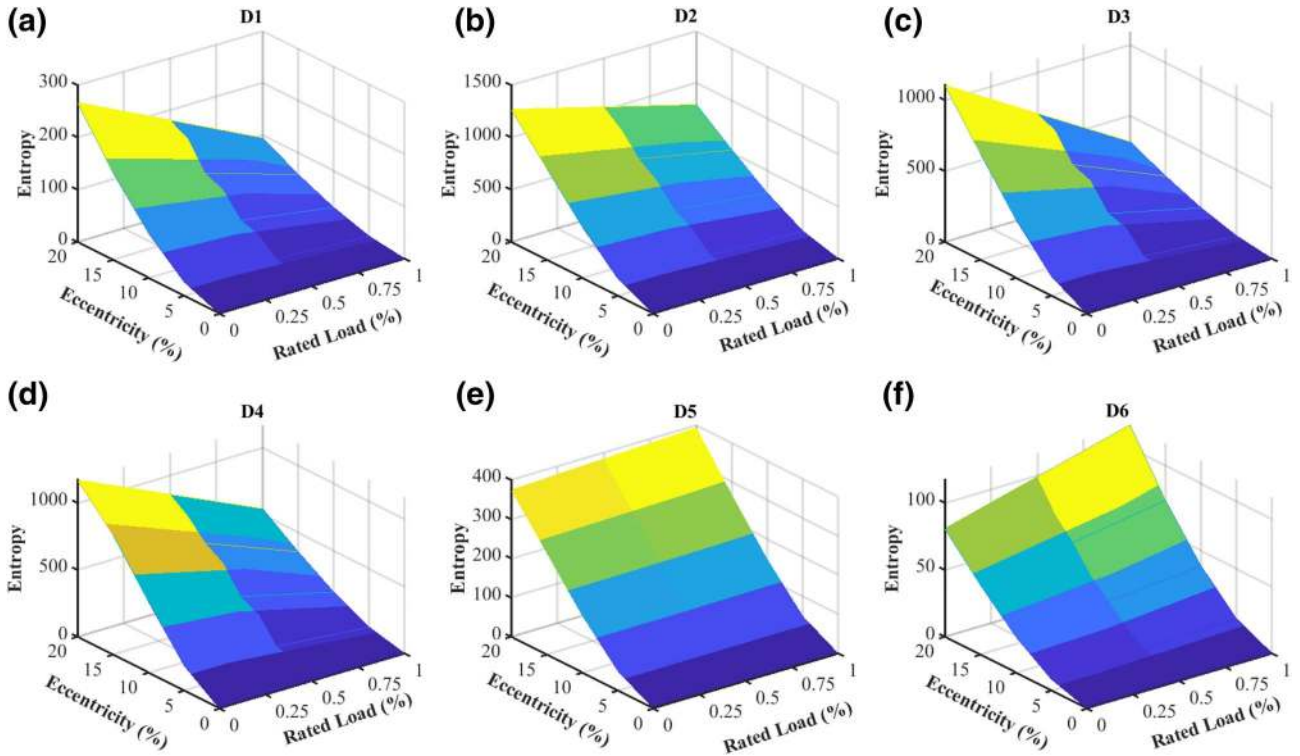 (a)
D1
300
200
100
0
Entropy
20
15
10
5
0
Eccentricity (%)
0
0.25
0.5
0.75
1
Rated Load (%)
(b)
D2
1500
1000
500
0
Entropy
20
15
10
5
0
Eccentricity (%)
0
0.25
0.5
0.75
1
Rated Load (%)
(c)
D3
1000
500
0
Entropy
20
15
10
5
0
Eccentricity (%)
0
0.25
0.5
0.75
1
Rated Load (%)
(d)
D4
1000
500
0
Entropy
20
15
10
5
0
Eccentricity (%)
0
0.25
0.5
0.75
1
Rated Load (%)
(e)
D5
400
300
200
100
0
Entropy
20
15
10
5
0
Eccentricity (%)
0
0.25
0.5
0.75
1
Rated Load (%)
(f)
D6
100
50
0
Entropy
20
15
10
5
0
Eccentricity (%)
0
0.25
0.5
0.75
1
Rated Load (%)